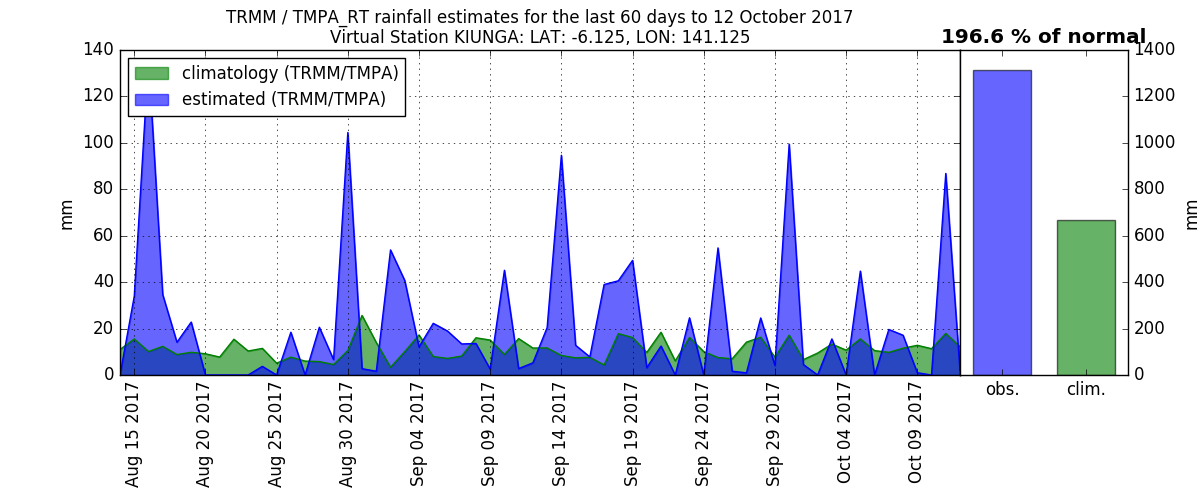 TRMM / TMPA_RT rainfall estimates for the last 60 days to 12 October 2017
Virtual Station KIUNGA: LAT: -6.125, LON: 141.125
196.6 % of normal
climatology (TRMM/TMPA)
estimated (TRMM/TMPA)
140
120
100
80
60
40
20
0
mm
Aug 15 2017
Aug 20 2017
Aug 25 2017
Aug 30 2017
Sep 04 2017
Sep 09 2017
Sep 14 2017
Sep 19 2017
Sep 24 2017
Sep 29 2017
Oct 04 2017
Oct 09 2017
1400
1200
1000
800
600
400
200
0
mm
obs.
clim.